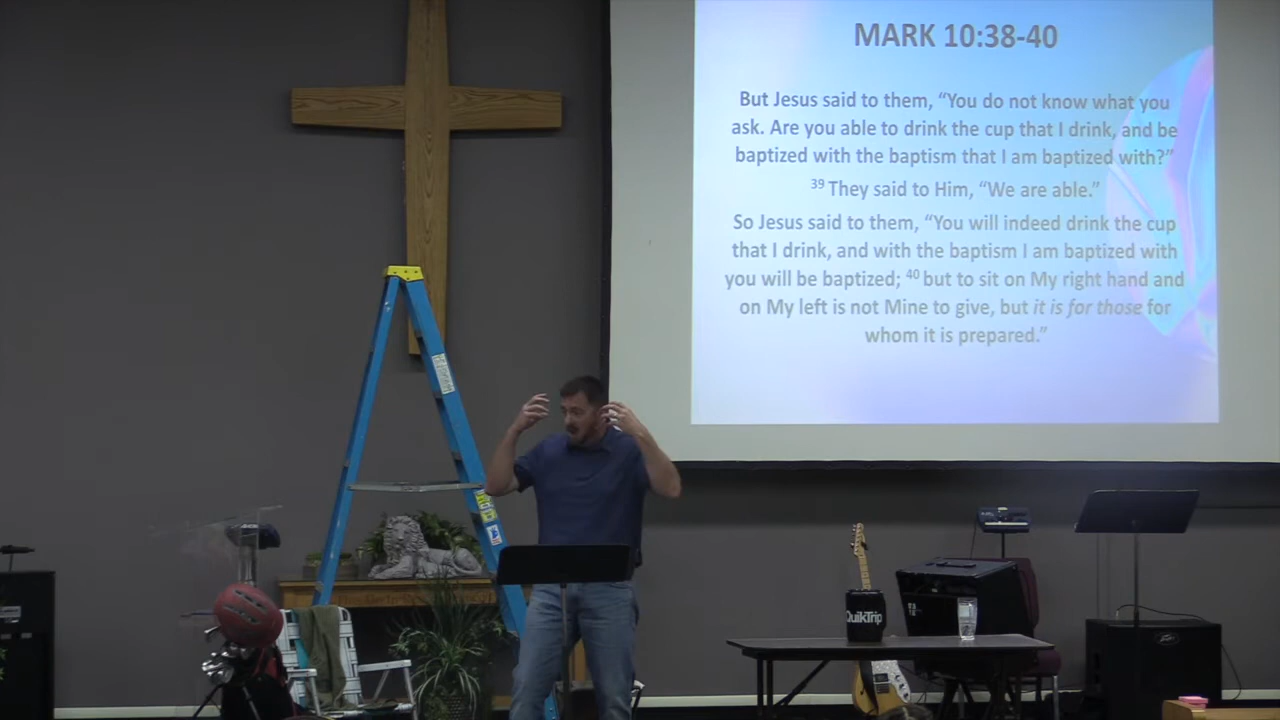 MARK 10:38-40
But Jesus said to them, “You do not know what you
ask. Are you able to drink the cup that I drink, and be
baptized with the baptism that I am baptized with?”
39 They said to Him, “We are able.”
So Jesus said to them, “You will indeed drink the cup
that I drink, and with the baptism I am baptized with
you will be baptized; 40 but to sit on My right hand and
on My left is not Mine to give, but it is for those for
whom it is prepared.”
QuikTrip